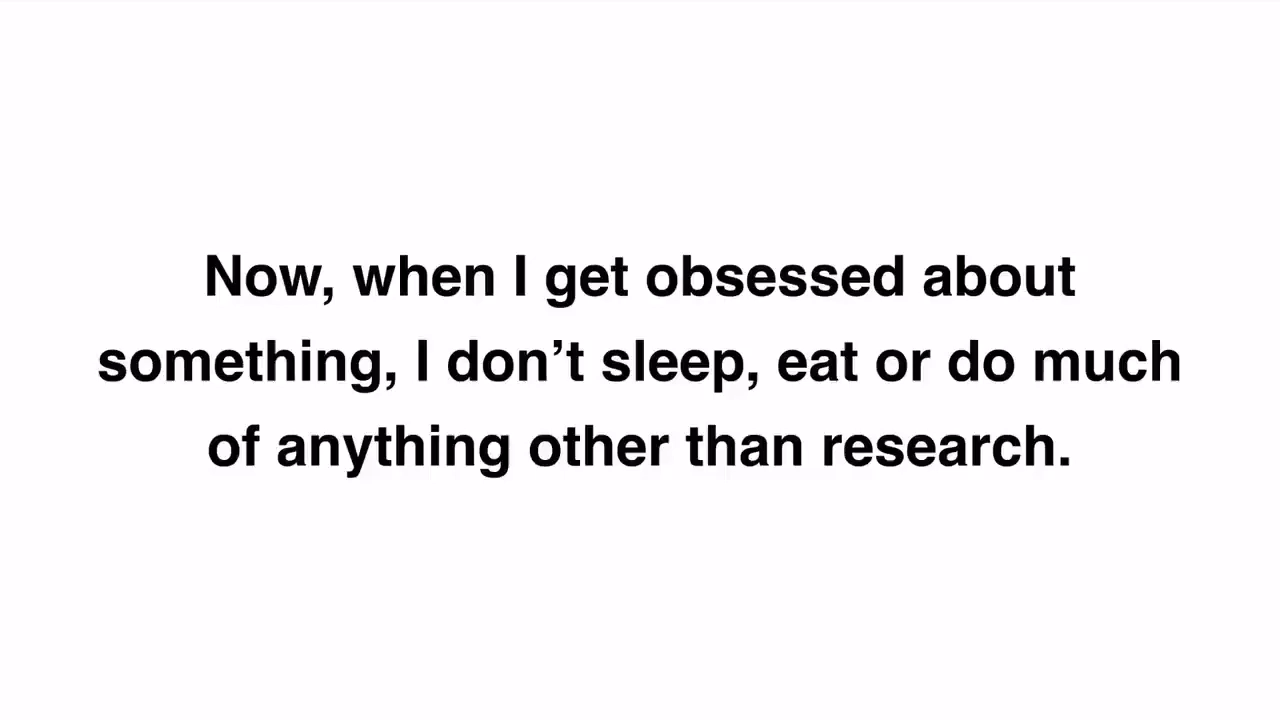 Now, when I get obsessed about
something, I don’t sleep, eat or do much
of anything other than research.